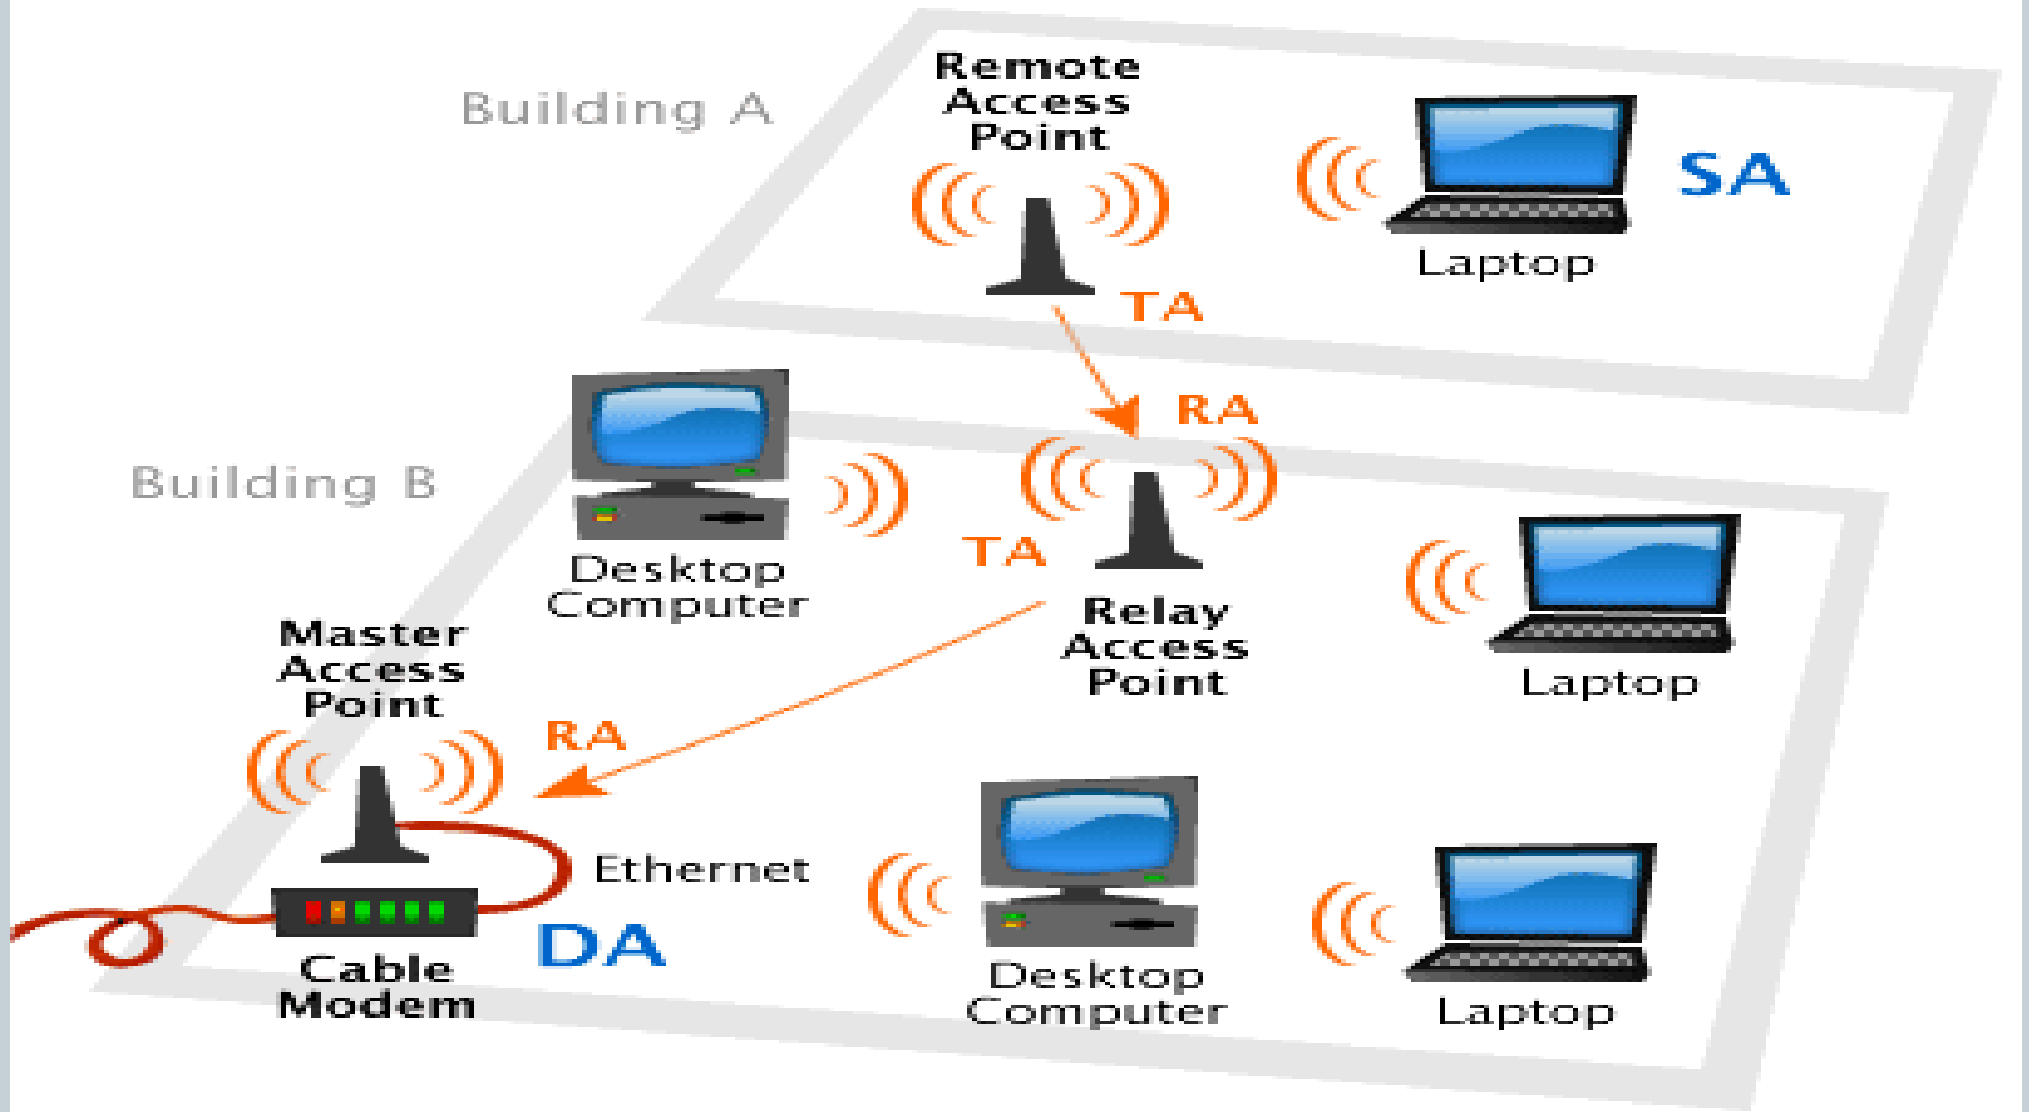 Remote
Access
Point
Building A
SA
Laptop
TA
RA
Building B
TA
Desktop
Computer
Relay
Access
Point
Laptop
Master
Access
Point
RA
Ethernet
DA
Cable
Modem
Desktop
Computer
Laptop